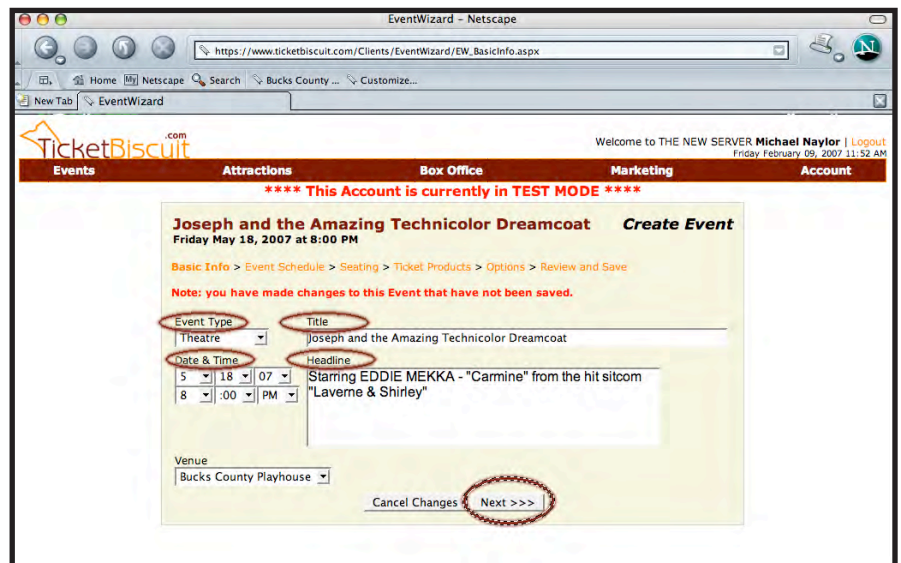 EventWizard – Netscape
https://www.ticketbiscuit.com/Clients/EventWizard/EW_BasicInfo.aspx
N
Home My Netscape Search Bucks County ... Customize...
New Tab EventWizard
TicketBiscuit.com
Welcome to THE NEW SERVER Michael Naylor | Logout
Friday February 09, 2007 11:52 AM
Events Attractions Box Office Marketing Account
**** This Account is currently in TEST MODE ****
Joseph and the Amazing Technicolor Dreamcoat Create Event
Friday May 18, 2007 at 8:00 PM
Basic Info > Event Schedule > Seating > Ticket Products > Options > Review and Save
Note: you have made changes to this Event that have not been saved.
Event Type Title
Theatre Joseph and the Amazing Technicolor Dreamcoat
Date & Time Headline
5 18 07 Starring EDDIE MEKKA - "Carmine" from the hit sitcom
8 :00 PM "Laverne & Shirley"
Venue
Bucks County Playhouse
Cancel Changes Next >>>